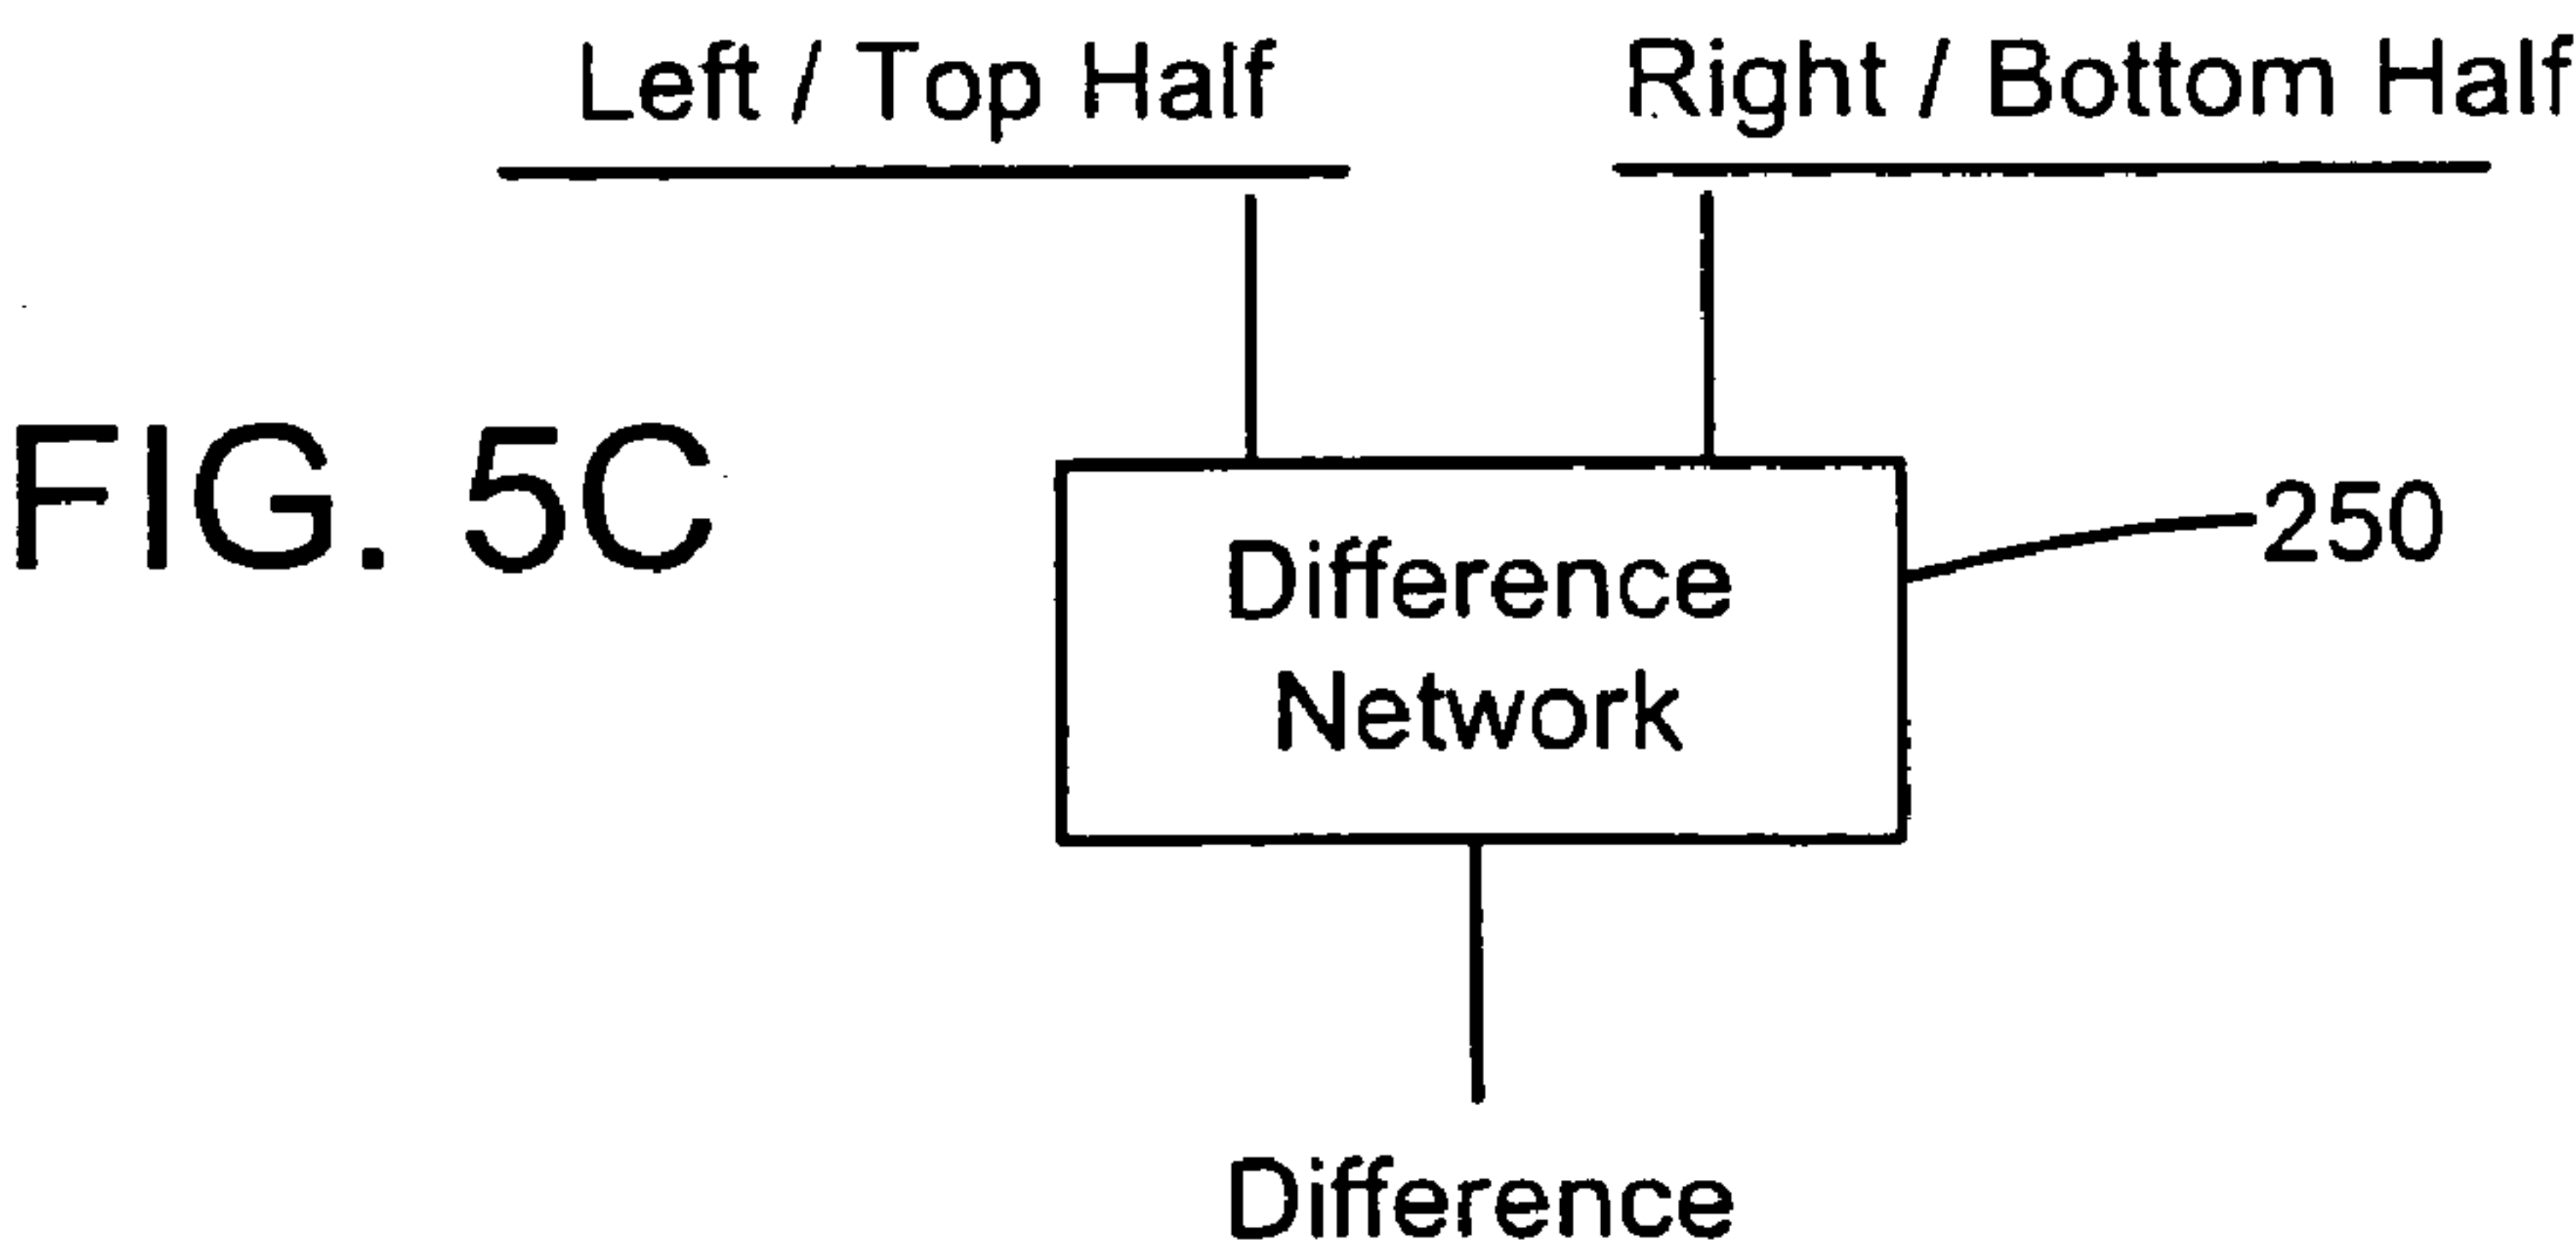 Left / Top Half
Right / Bottom Half
FIG. 5C
Difference
Network
250
Difference